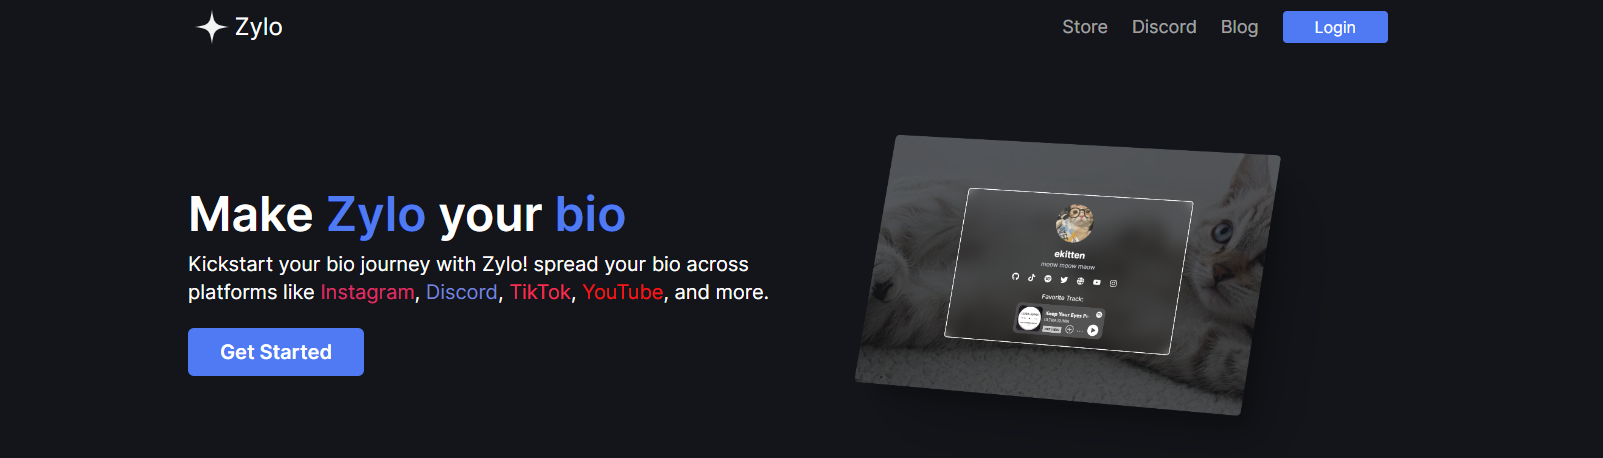 Zylo
Store
Discord
Blog
Login
Make Zylo your bio
Kickstart your bio journey with Zylo! spread your bio across
platforms like Instagram, Discord, TikTok, YouTube, and more.
Get Started
ekitten
meow meow meow
Favorite Track:
Keep Your Eyes